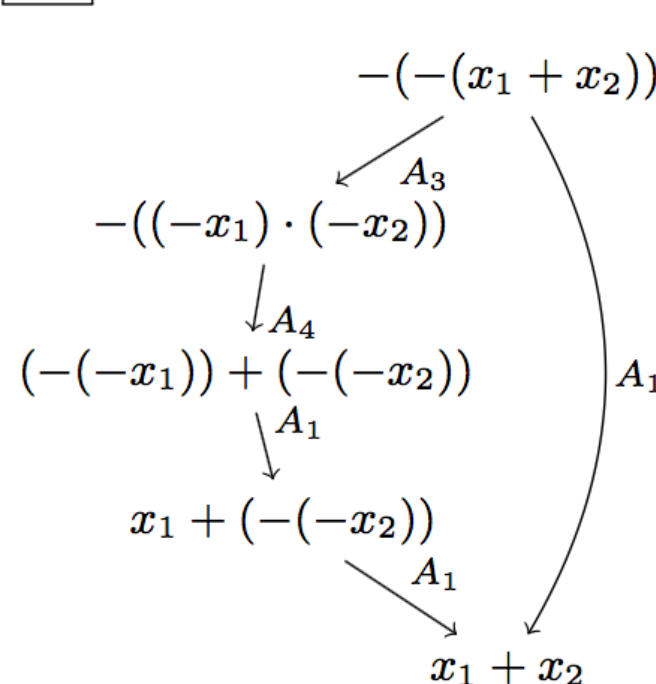 −(−(x₁ + x₂))
A₃
−((−x₁) · (−x₂))
A₄
(−(−x₁)) + (−(−x₂))
A₁
A₁
x₁ + (−(−x₂))
A₁
x₁ + x₂